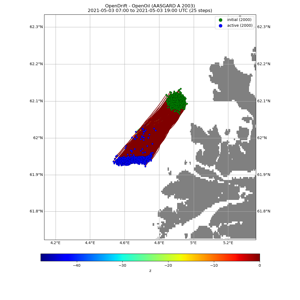 OpenDrift - OpenOil (AASGARD A 2003)
2021-05-03 07:00 to 2021-05-03 19:00 UTC (25 steps)
initial (2000)
active (2000)
62.3°N 62.3°N
62.2°N 62.2°N
62.1°N 62.1°N
62°N 62°N
61.9°N 61.9°N
61.8°N 61.8°N
4.2°E 4.4°E 4.6°E 4.8°E 5°E 5.2°E
−40 −30 −20 −10 0
z